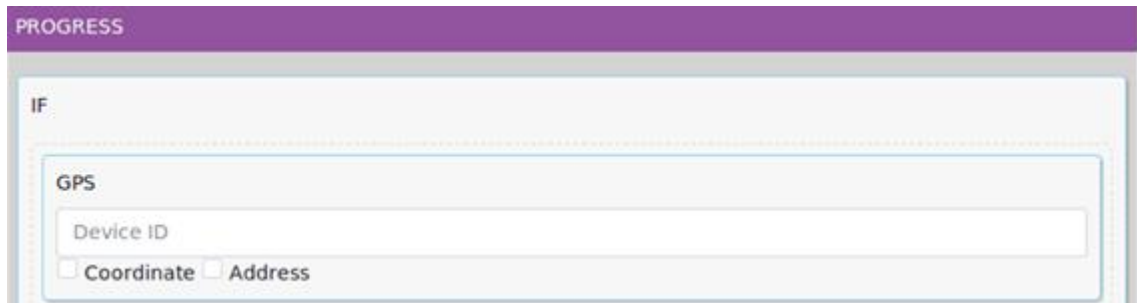 PROGRESS
IF
GPS
Device ID
Coordinate Address